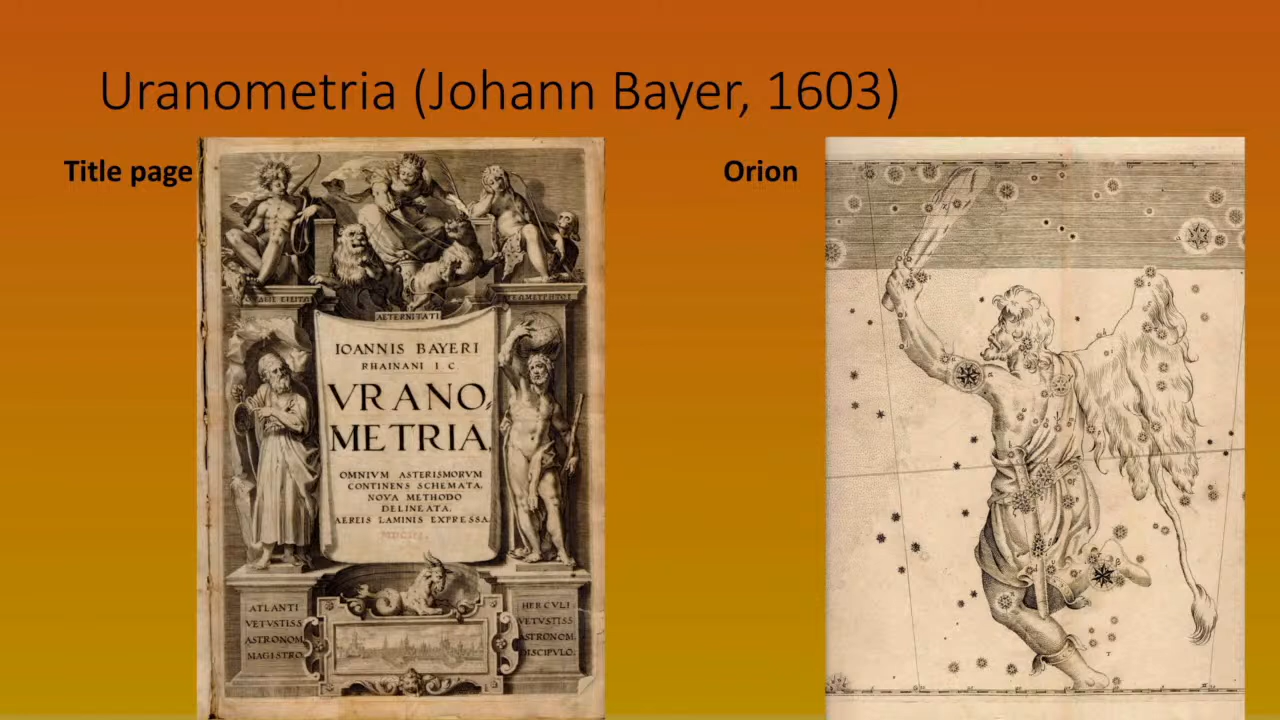 Uranometria (Johann Bayer, 1603)
Title page
Orion
AETERNITATI
IOANNIS BAYERI
RHAINANI I C.
VRANO,
METRIA,
OMNIVM ASTERISMORVM
CONTINENS SCHEMATA,
NOVA METHODO
DELINEATA,
AEREIS LAMINIS EXPRESSA.
ATLANTI
VETVSTISS
ASTRONOM
MAGISTRO.
HERCVLI
VETVSTISS.
ASTRONOM.
DISCIPVLO.